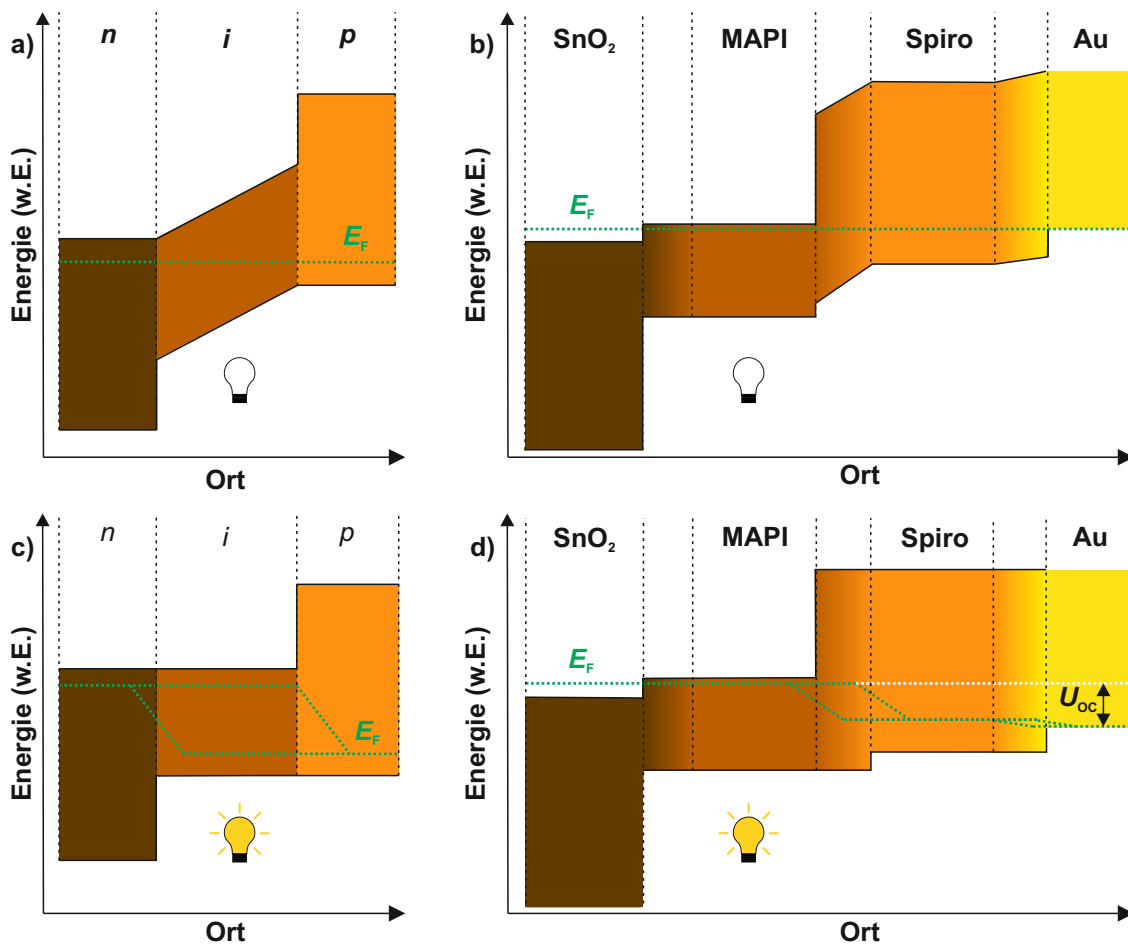 a)
n i p
Energie (w.E.)
E_F
Ort
b)
SnO₂ MAPI Spiro Au
Energie (w.E.)
E_F
Ort
c)
n i p
Energie (w.E.)
E_F
Ort
d)
SnO₂ MAPI Spiro Au
Energie (w.E.)
E_F
U_OC
Ort